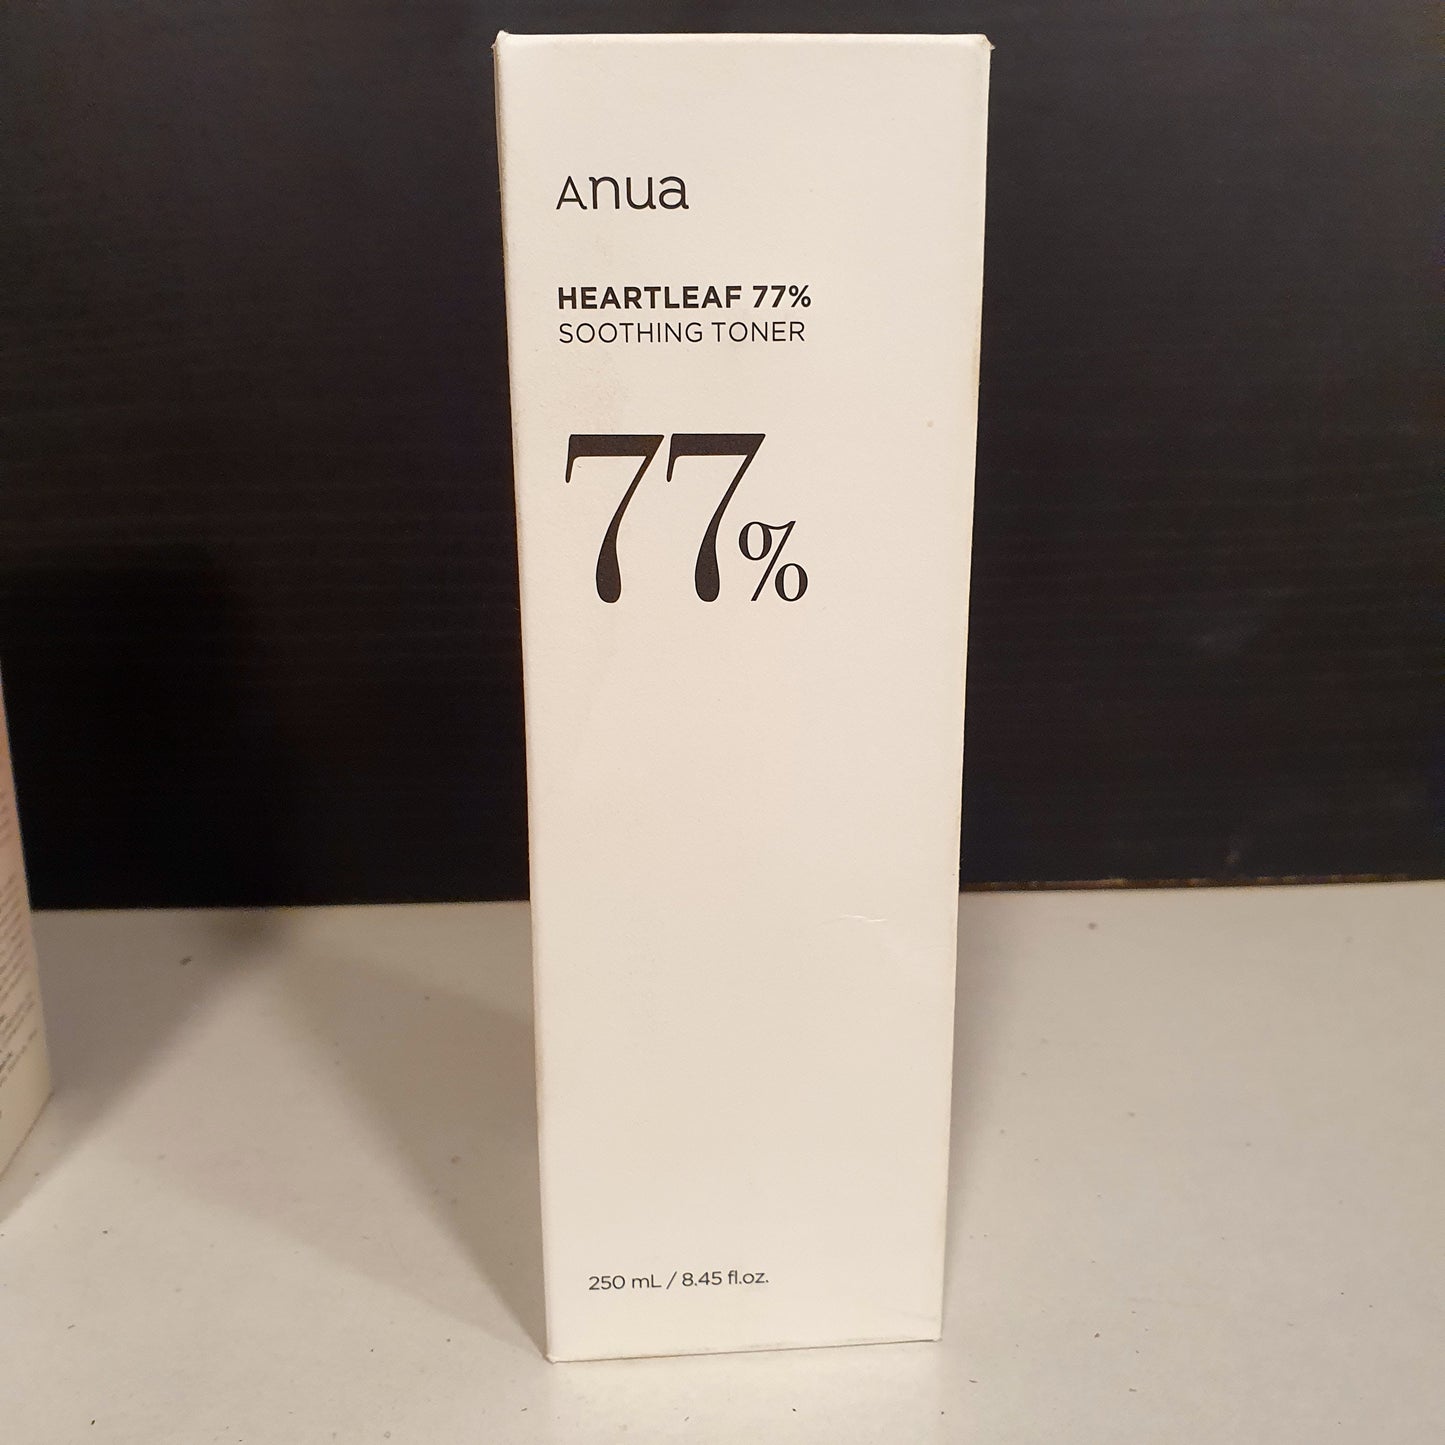 Anua
HEARTLEAF 77%
SOOTHING TONER
77%
250 mL / 8.45 fl.oz.